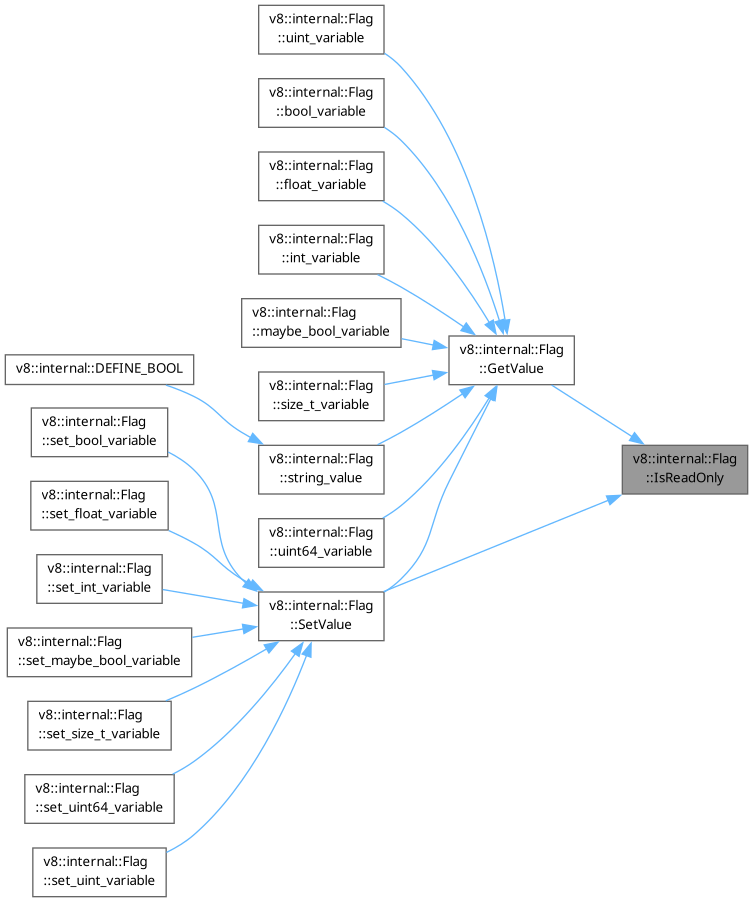 v8::internal::Flag
::uint_variable
v8::internal::Flag
::bool_variable
v8::internal::Flag
::float_variable
v8::internal::Flag
::int_variable
v8::internal::Flag
::maybe_bool_variable
v8::internal::Flag
::GetValue
v8::internal::DEFINE_BOOL
v8::internal::Flag
::size_t_variable
v8::internal::Flag
::set_bool_variable
v8::internal::Flag
::string_value
v8::internal::Flag
::IsReadOnly
v8::internal::Flag
::set_float_variable
v8::internal::Flag
::uint64_variable
v8::internal::Flag
::set_int_variable
v8::internal::Flag
::SetValue
v8::internal::Flag
::set_maybe_bool_variable
v8::internal::Flag
::set_size_t_variable
v8::internal::Flag
::set_uint64_variable
v8::internal::Flag
::set_uint_variable